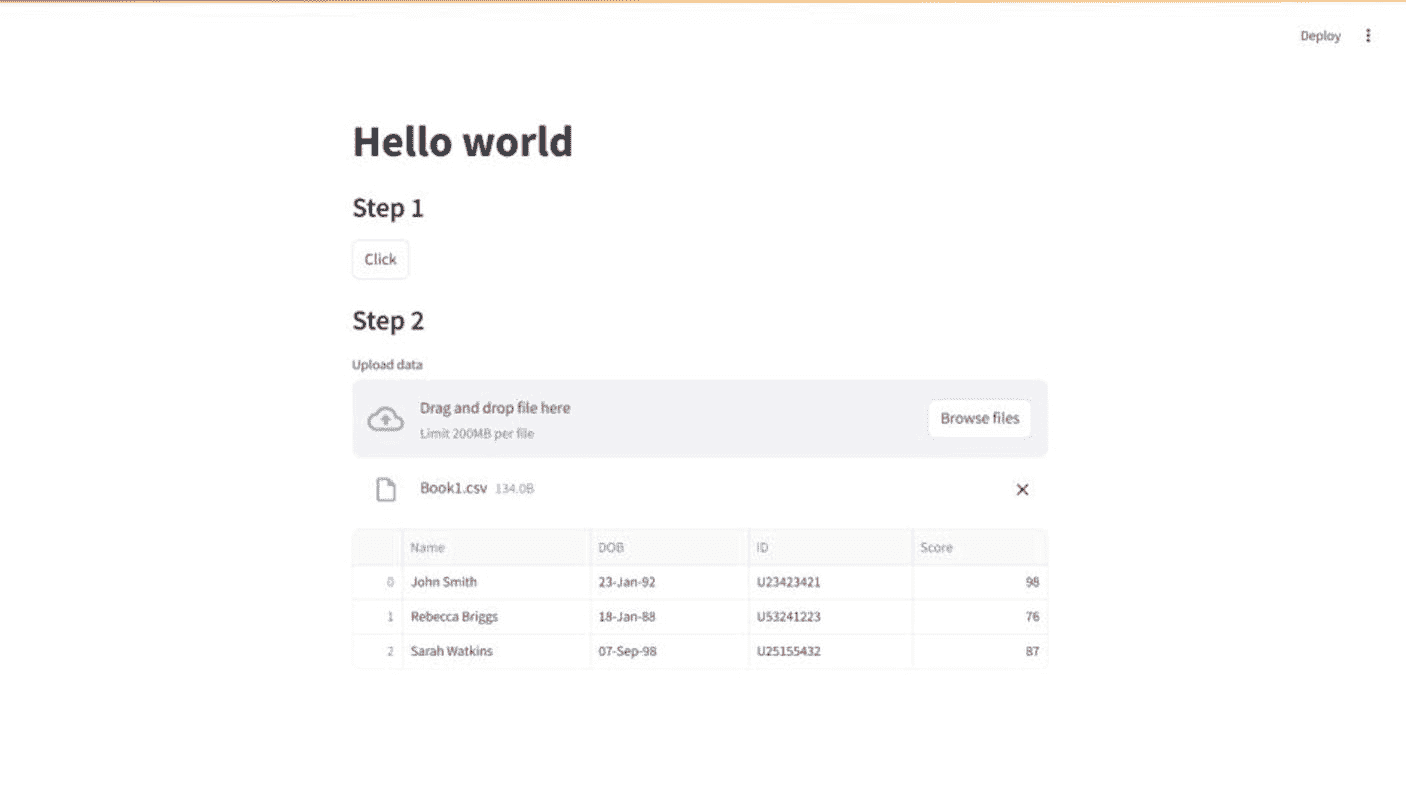 Deploy
Hello world
Step 1
Click
Step 2
Upload data
Drag and drop file here
Limit 200MB per file
Browse files
Book1.csv 134.0B
Name DOB ID Score
0 John Smith 23-Jan-92 U23423421 98
1 Rebecca Briggs 18-Jan-88 U53241223 76
2 Sarah Watkins 07-Sep-98 U25155432 87